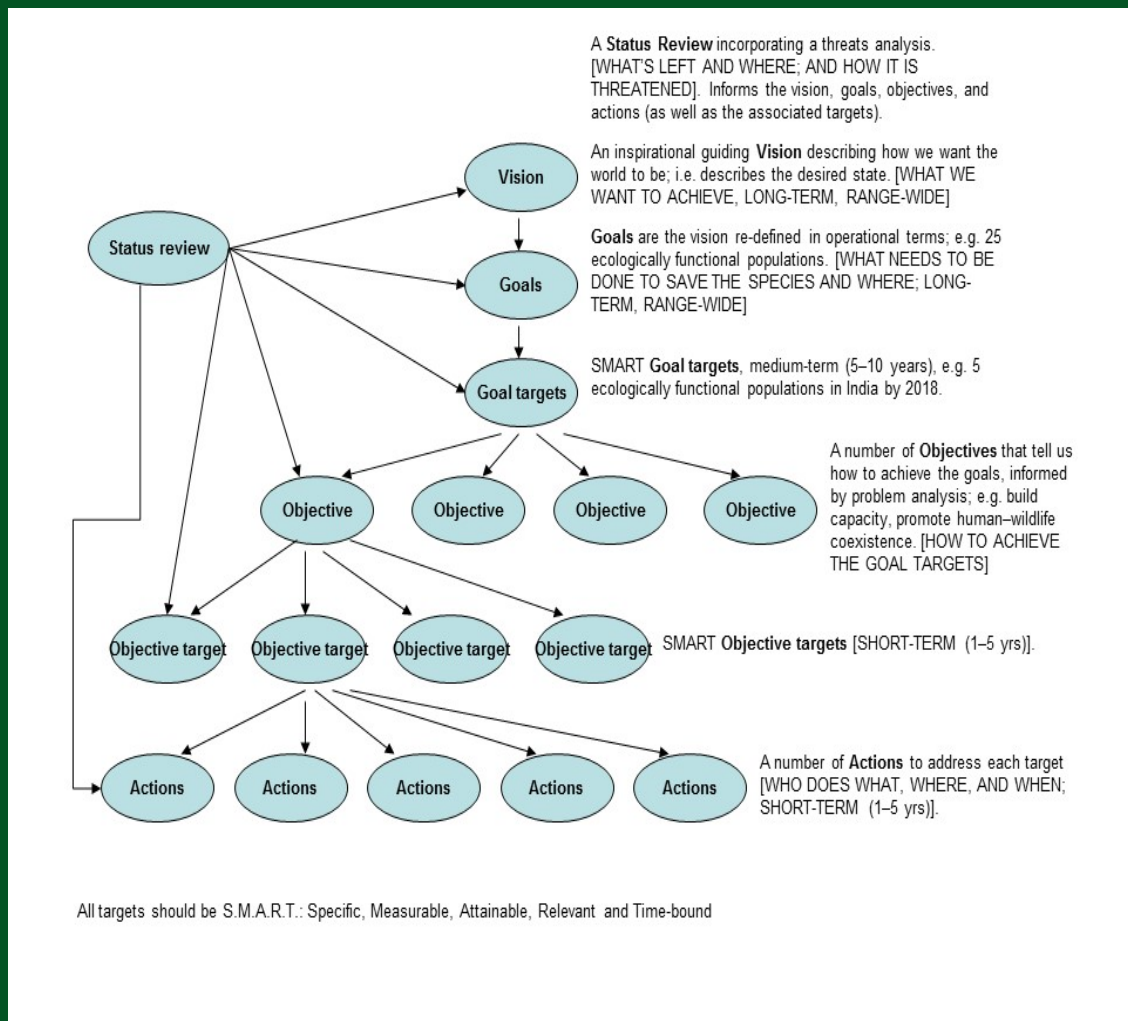 A Status Review incorporating a threats analysis.
[WHAT'S LEFT AND WHERE; AND HOW IT IS
THREATENED]. Informs the vision, goals, objectives, and
actions (as well as the associated targets).
Vision
An inspirational guiding Vision describing how we want the
world to be; i.e. describes the desired state. [WHAT WE
WANT TO ACHIEVE, LONG-TERM, RANGE-WIDE]
Status review
Goals
Goals are the vision re-defined in operational terms; e.g. 25
ecologically functional populations. [WHAT NEEDS TO BE
DONE TO SAVE THE SPECIES AND WHERE; LONG-
TERM, RANGE-WIDE]
Goal targets
SMART Goal targets, medium-term (5–10 years), e.g. 5
ecologically functional populations in India by 2018.
Objective
Objective
Objective
Objective
A number of Objectives that tell us
how to achieve the goals, informed
by problem analysis; e.g. build
capacity, promote human–wildlife
coexistence. [HOW TO ACHIEVE
THE GOAL TARGETS]
Objective target
Objective target
Objective target
Objective target
SMART Objective targets [SHORT-TERM (1–5 yrs)].
Actions
Actions
Actions
Actions
Actions
A number of Actions to address each target
[WHO DOES WHAT, WHERE, AND WHEN;
SHORT-TERM (1–5 yrs)].
All targets should be S.M.A.R.T.: Specific, Measurable, Attainable, Relevant and Time-bound